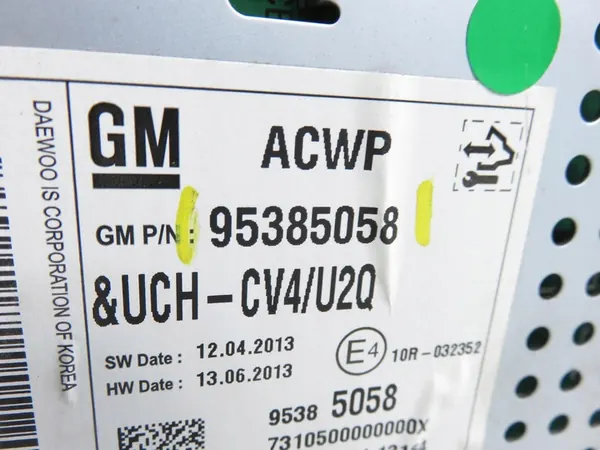 DAEWOO IS CORPORATION OF KOREA
GM ACWP
GM P/N : 95385058
&UCH-CV4/U2Q
SW Date : 12.04.2013
HW Date : 13.06.2013
E4 10R-032352
9538 5058
7310500000000X